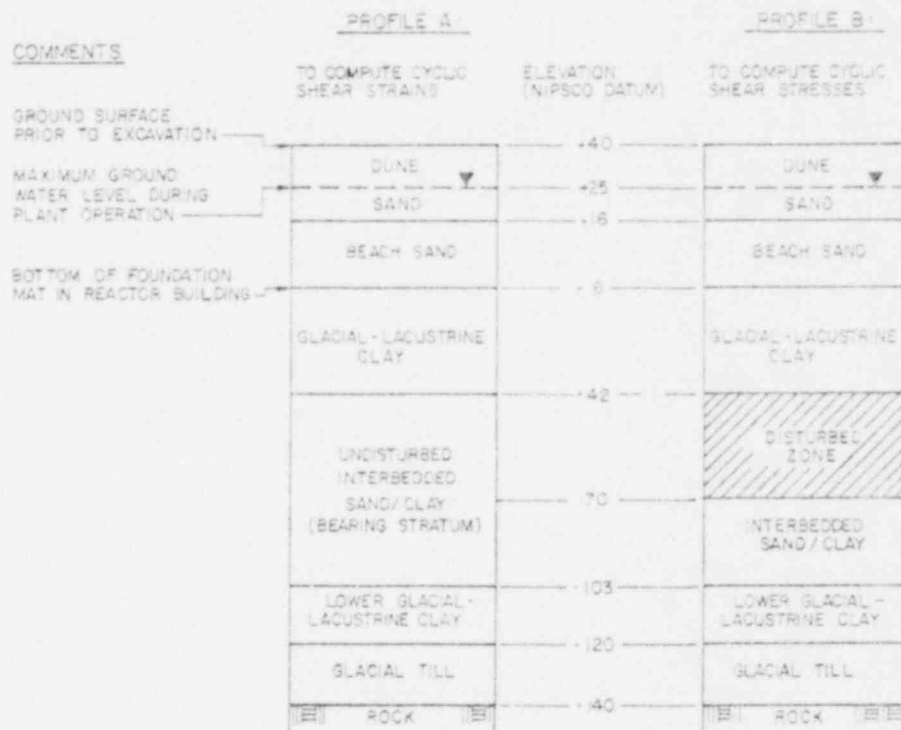 PROFILE A:
PROFILE B:
COMMENTS
TO COMPUTE CYCLIC
SHEAR STRAINS
ELEVATION
(NIPSCO DATUM)
TO COMPUTE CYCLIC
SHEAR STRESSES
GROUND SURFACE
PRIOR TO EXCAVATION
+40
DUNE
DUNE
MAXIMUM GROUND
WATER LEVEL DURING
PLANT OPERATION
+25
SAND
SAND
+16
BEACH SAND
BEACH SAND
BOTTOM OF FOUNDATION
MAT IN REACTOR BUILDING
GLACIAL-LACUSTRINE
CLAY
GLACIAL-LACUSTRINE
CLAY
-42
UNDISTURBED
INTERBEDDED
SAND/CLAY
(BEARING STRATUM)
DISTURBED
ZONE
-70
INTERBEDDED
SAND/CLAY
-103
LOWER GLACIAL-
LACUSTRINE CLAY
LOWER GLACIAL-
LACUSTRINE CLAY
-120
GLACIAL TILL
GLACIAL TILL
-140
ROCK
ROCK